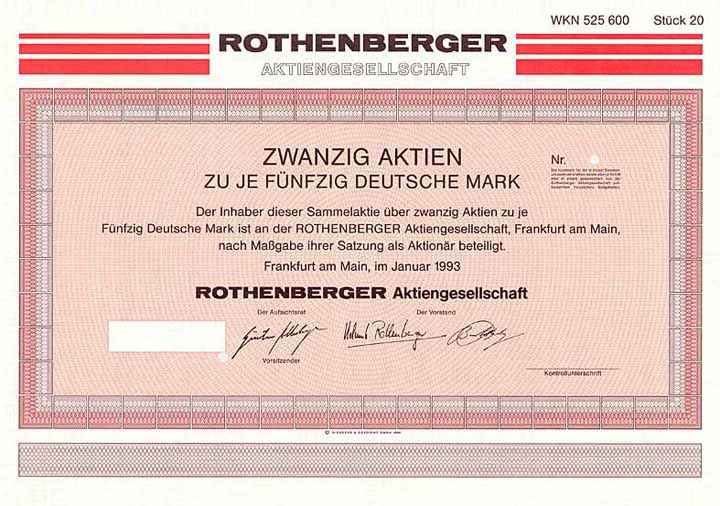 WKN 525 600 Stück 20
ROTHENBERGER
AKTIENGESELLSCHAFT
ZWANZIG AKTIEN
ZU JE FÜNFZIG DEUTSCHE MARK
Nr.
Der Inhaber dieser Sammelaktie über zwanzig Aktien zu je
Fünfzig Deutsche Mark ist an der ROTHENBERGER Aktiengesellschaft, Frankfurt am Main,
nach Maßgabe ihrer Satzung als Aktionär beteiligt.
Frankfurt am Main, im Januar 1993
ROTHENBERGER Aktiengesellschaft
Der Aufsichtsrat Der Vorstand
Helmut Rothenberger
Vorsitzender
Kontrollunterschrift